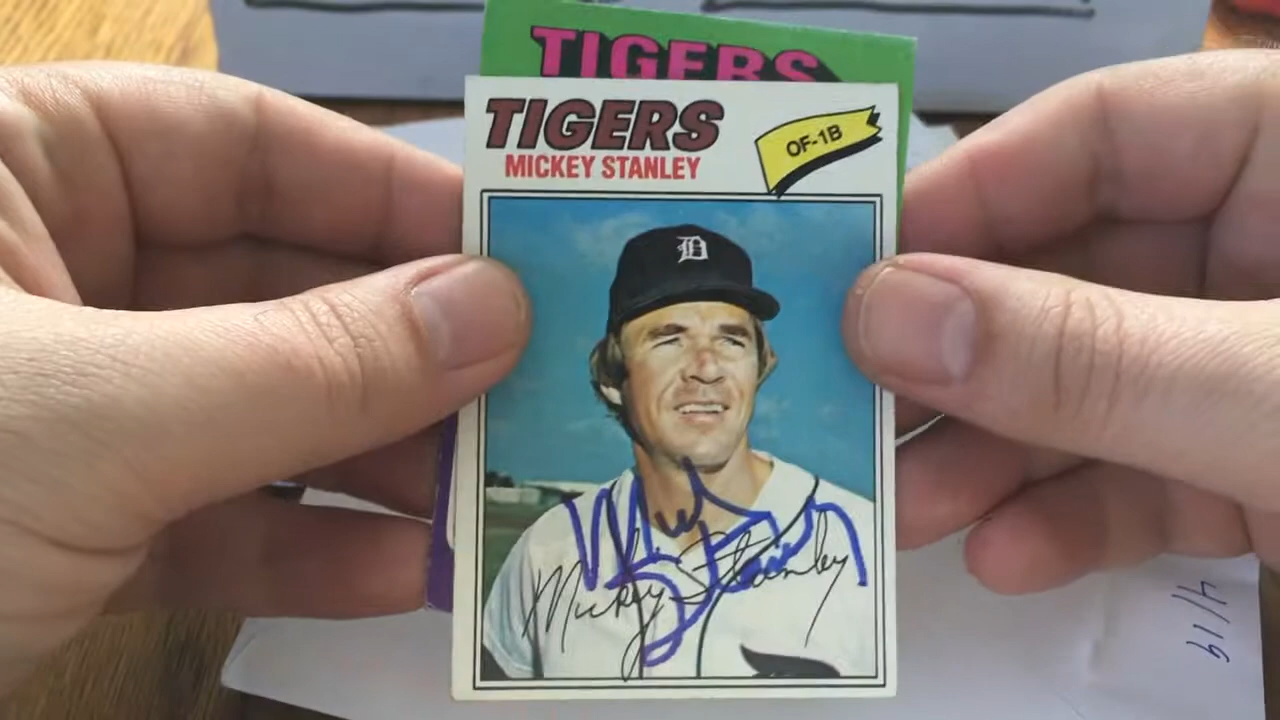 TIGERS
TIGERS
OF-1B
MICKEY STANLEY
D
Mickey Stanley
4/19